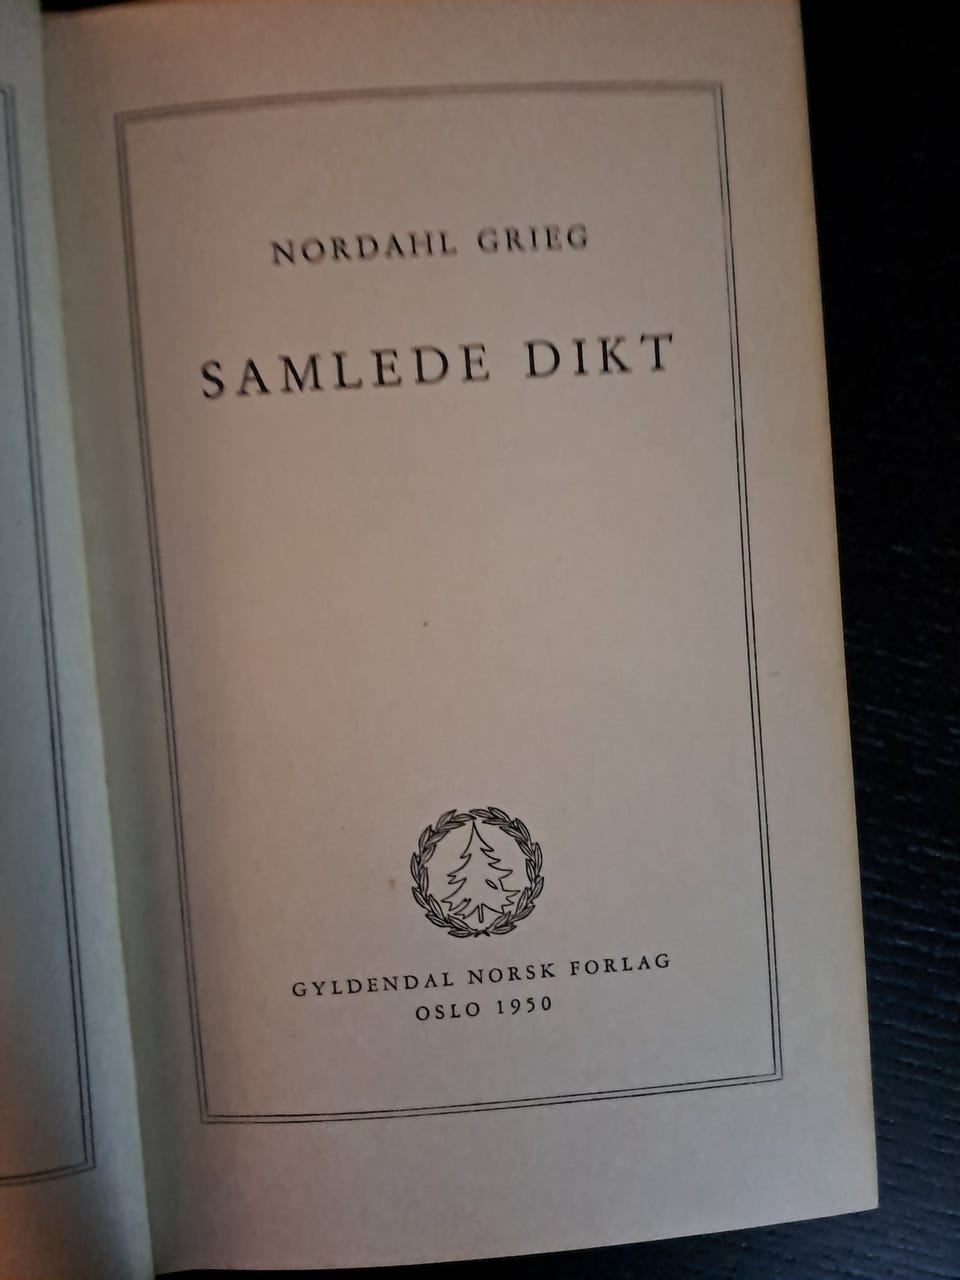 NORDAHL GRIEG
SAMLEDE DIKT
GYLDENDAL NORSK FORLAG
OSLO 1950